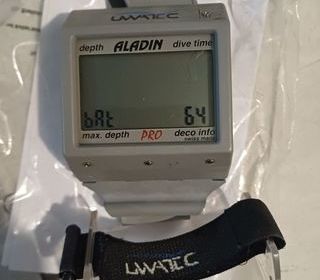 UWATEC
depth ALADIN dive time
bAt 64
max. depth PRO deco info
swiss made
UWATEC